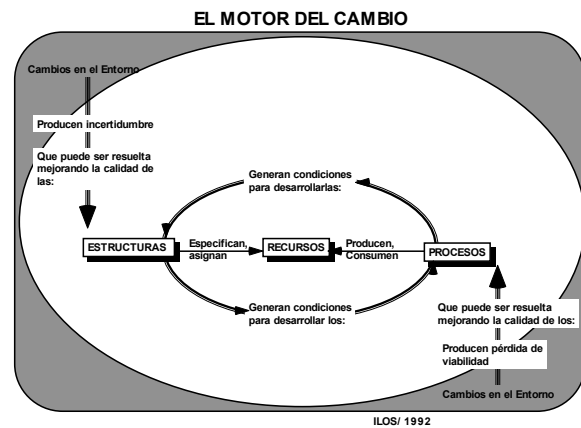 EL MOTOR DEL CAMBIO
Cambios en el Entorno
Producen incertidumbre
Que puede ser resuelta
mejorando la calidad de
las:
Generan condiciones
para desarrollarlas:
ESTRUCTURAS
Especifican,
asignan
RECURSOS
Producen,
Consumen
PROCESOS
Generan condiciones
para desarrollar los:
Que puede ser resuelta
mejorando la calidad de los:
Producen pérdida de
viabilidad
Cambios en el Entorno
ILOS/ 1992